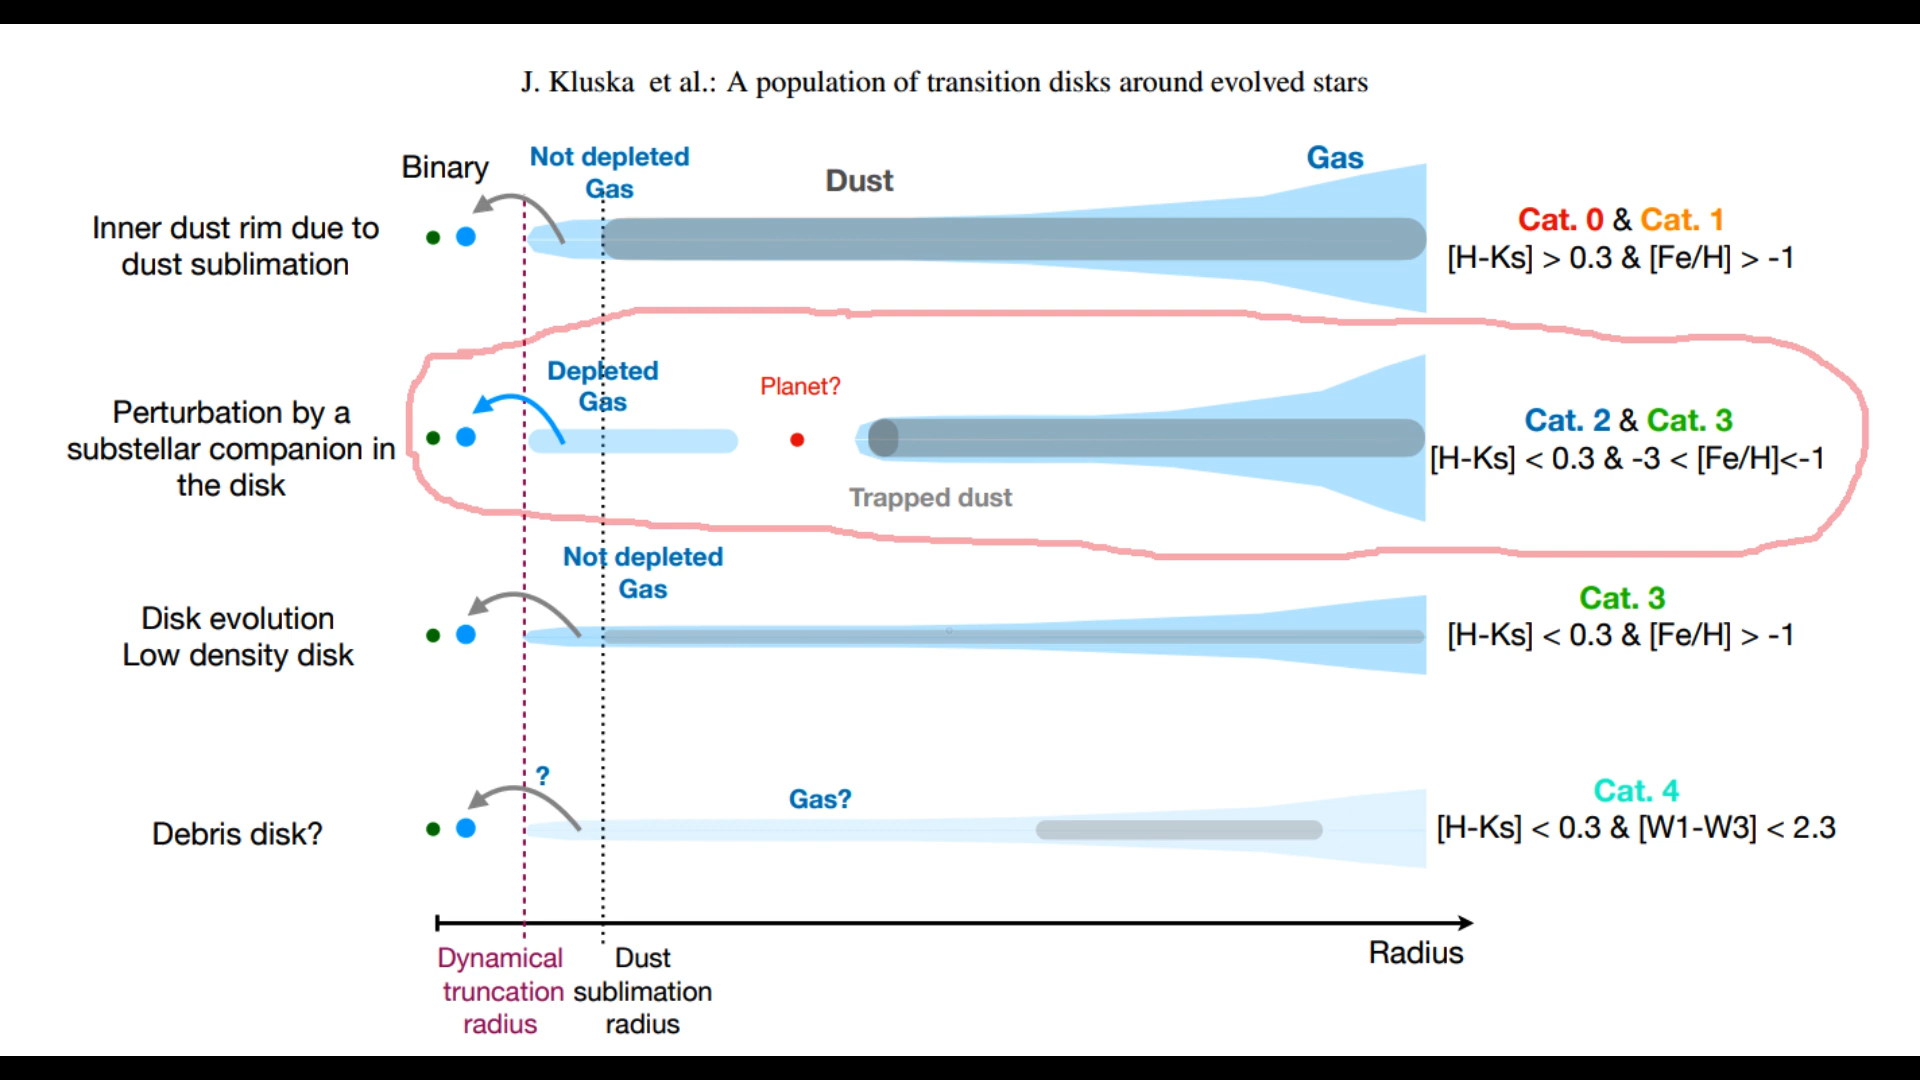 J. Kluska et al.: A population of transition disks around evolved stars
Binary
Not depleted
Gas
Dust
Gas
Inner dust rim due to
dust sublimation
Cat. 0 & Cat. 1
[H-Ks] > 0.3 & [Fe/H] > -1
Depleted
Gas
Planet?
Perturbation by a
substellar companion in
the disk
Trapped dust
Cat. 2 & Cat. 3
[H-Ks] < 0.3 & -3 < [Fe/H]<-1
Not depleted
Gas
Disk evolution
Low density disk
Cat. 3
[H-Ks] < 0.3 & [Fe/H] > -1
?
Gas?
Debris disk?
Cat. 4
[H-Ks] < 0.3 & [W1-W3] < 2.3
Radius
Dynamical
truncation
radius
Dust
sublimation
radius